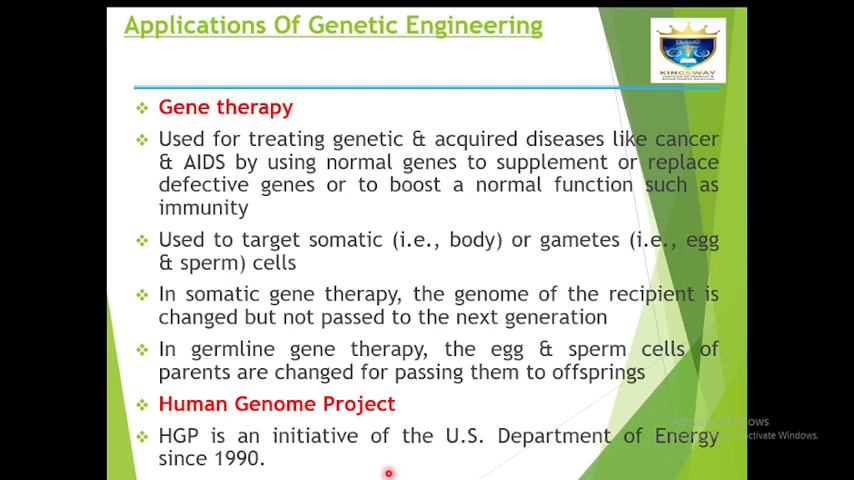 Applications Of Genetic Engineering
KINGSWAY
Gene therapy
Used for treating genetic & acquired diseases like cancer
& AIDS by using normal genes to supplement or replace
defective genes or to boost a normal function such as
immunity
Used to target somatic (i.e., body) or gametes (i.e., egg
& sperm) cells
In somatic gene therapy, the genome of the recipient is
changed but not passed to the next generation
In germline gene therapy, the egg & sperm cells of
parents are changed for passing them to offsprings
Human Genome Project
HGP is an initiative of the U.S. Department of Energy
since 1990.
Windows
activate Windows.